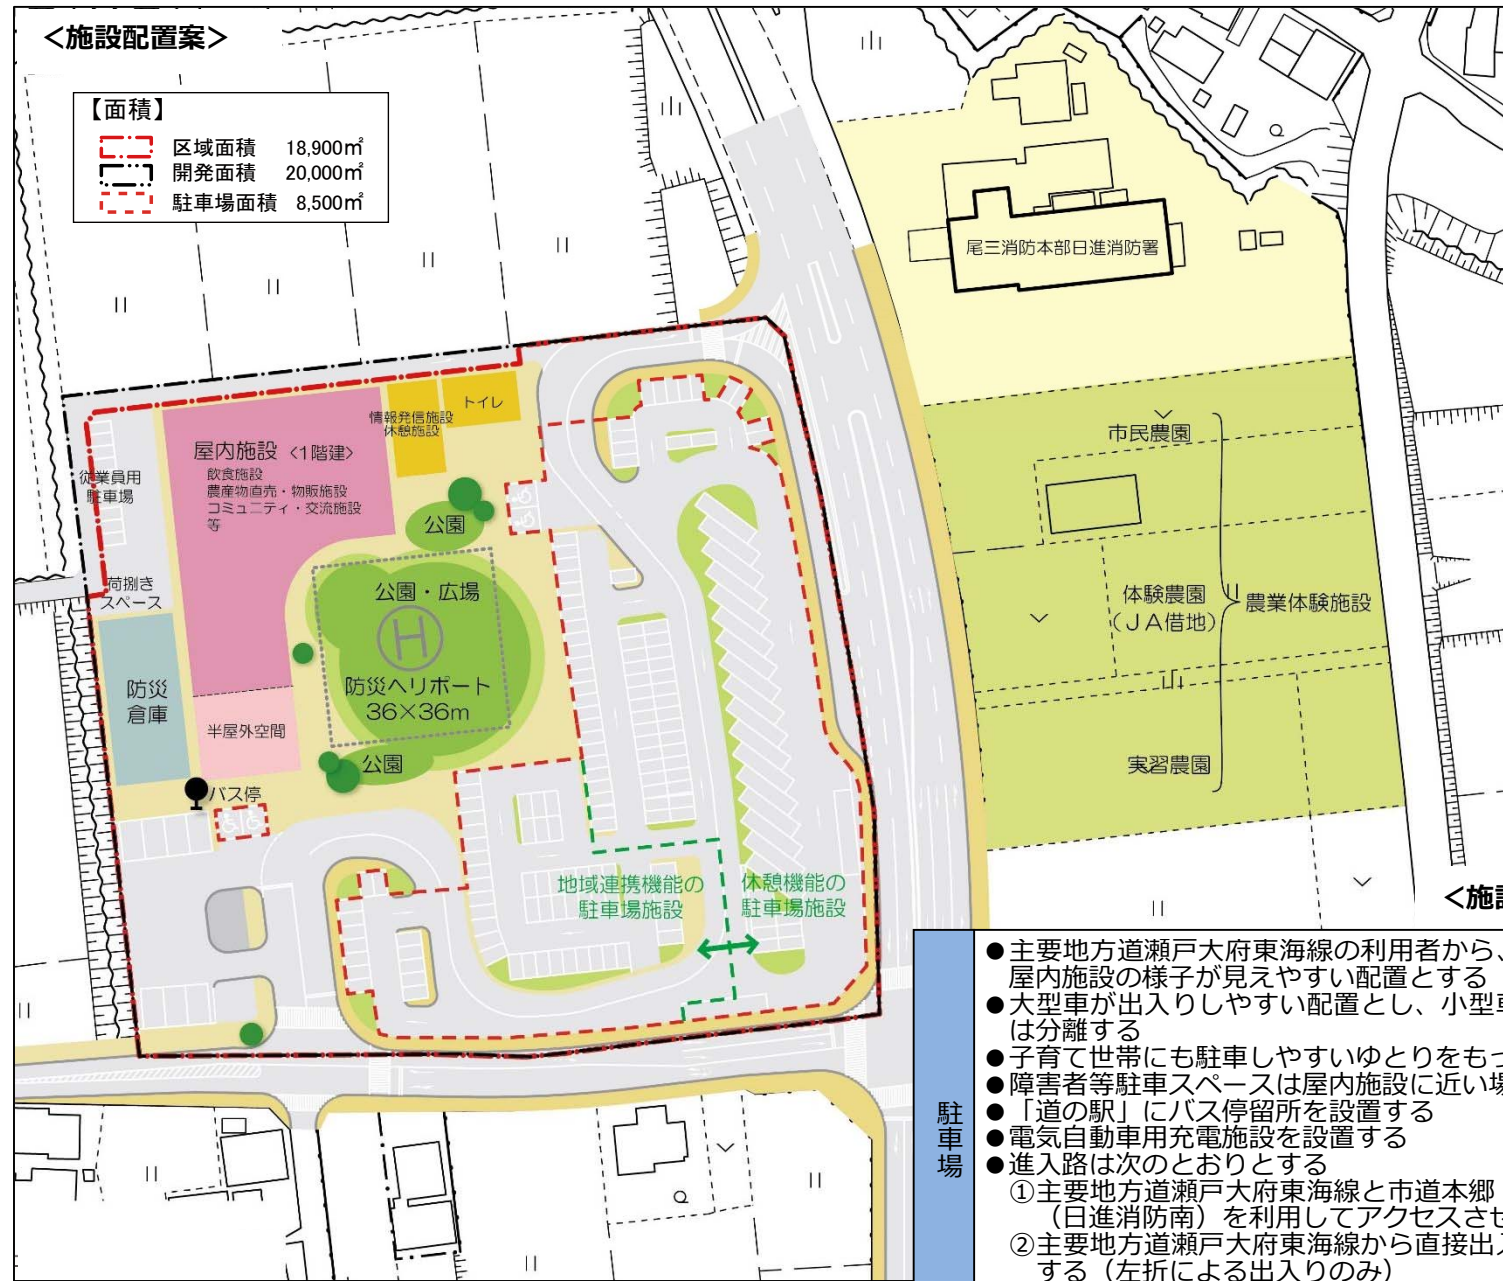 <施設配置案>
【面積】
区域面積 18,900㎡
開発面積 20,000㎡
駐車場面積 8,500㎡
尾三消防本部日進消防署
トイレ
情報発信施設
休憩施設
屋内施設 <1階建>
飲食施設
農産物直売・物販施設
コミュニティ・交流施設
等
従業員用
駐車場
公園
荷捌き
スペース
公園・広場
H
防災ヘリポート
36×36m
防災
倉庫
半屋外空間
公園
バス停
市民農園
体験農園
(JA借地)
農業体験施設
実習農園
地域連携機能の
駐車場施設
休憩機能の
駐車場施設
<施設
駐車場
●主要地方道瀬戸大府東海線の利用者から、
屋内施設の様子が見えやすい配置とする
●大型車が出入りしやすい配置とし、小型車
は分離する
●子育て世帯にも駐車しやすいゆとりをもっ
●障害者等駐車スペースは屋内施設に近い場
●「道の駅」にバス停留所を設置する
●電気自動車用充電施設を設置する
●進入路は次のとおりとする
①主要地方道瀬戸大府東海線と市道本郷
（日進消防南）を利用してアクセスさせ
②主要地方道瀬戸大府東海線から直接出入
する（左折による出入りのみ）